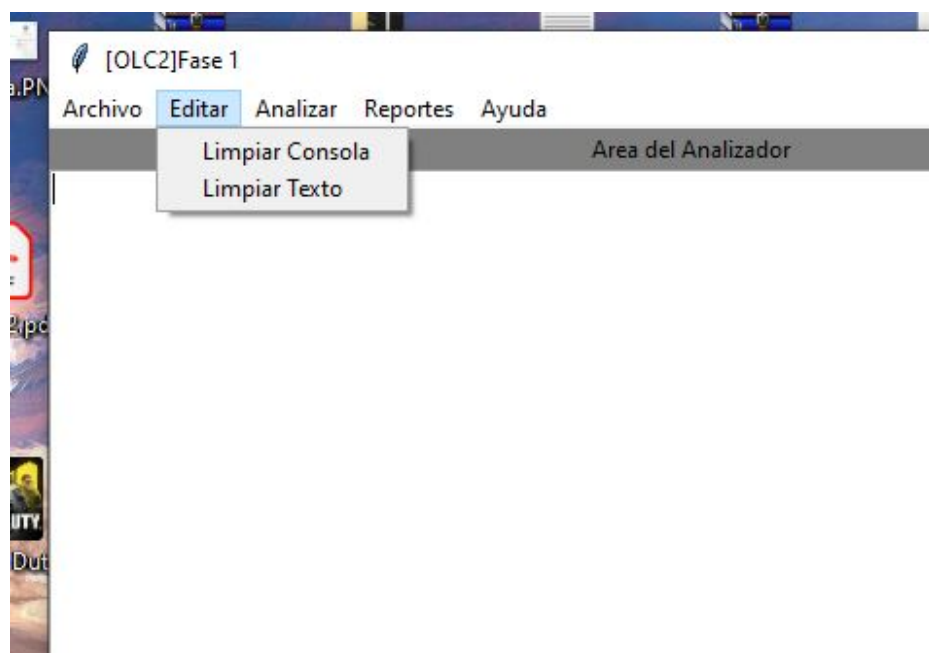 [OLC2]Fase 1
a.PN
Archivo Editar Analizar Reportes Ayuda
Limpiar Consola
Area del Analizador
Limpiar Texto
2.pd
UTY
Dut